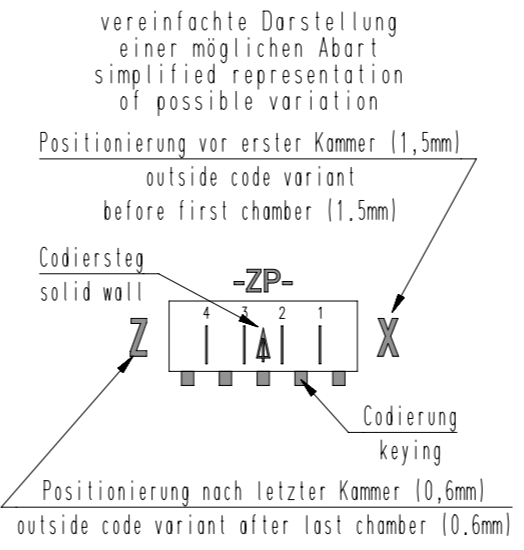 vereinfachte Darstellung
einer möglichen Abart
simplified representation
of possible variation
Positionierung vor erster Kammer (1,5mm)
outside code variant
before first chamber (1.5mm)
Codiersteg
solid wall
-ZP-
4 3 2 1
Z X
Codierung
keying
Positionierung nach letzter Kammer (0,6mm)
outside code variant after last chamber (0.6mm)